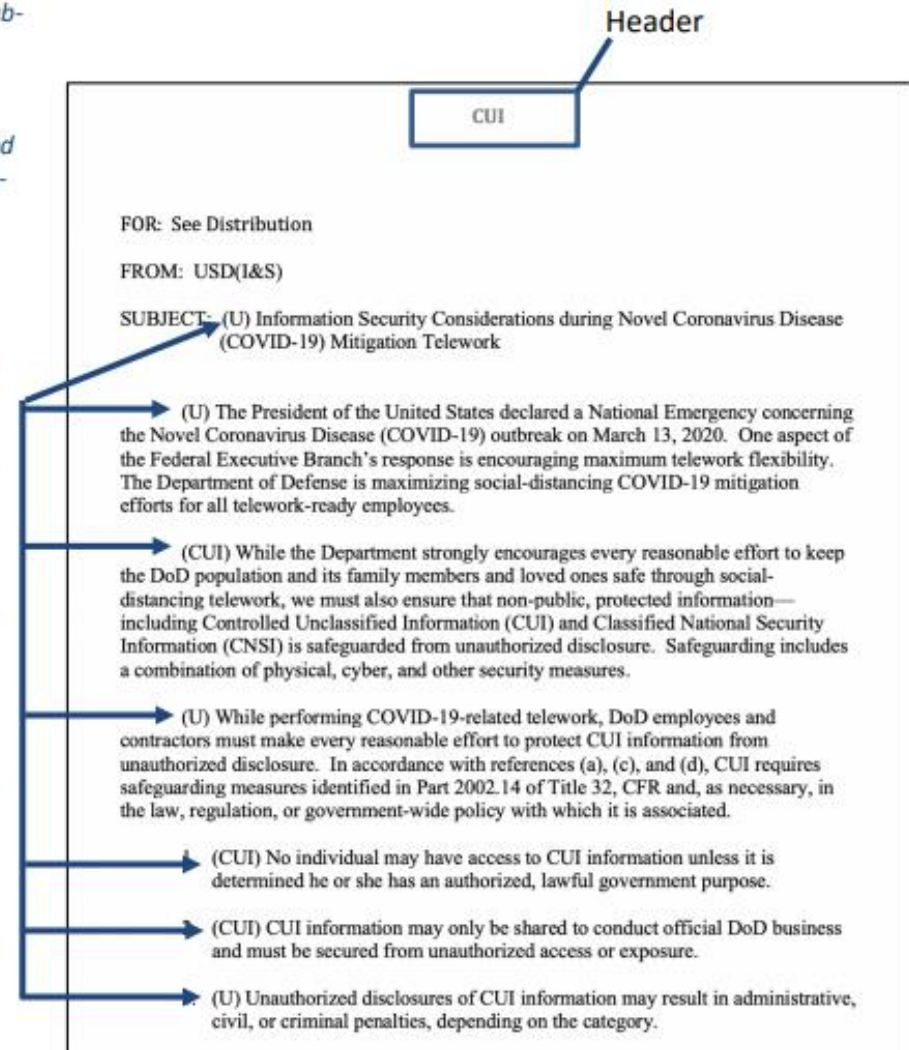 b-
Header
d
-
CUI
FOR: See Distribution
FROM: USD(I&S)
SUBJECT: (U) Information Security Considerations during Novel Coronavirus Disease
(COVID-19) Mitigation Telework
(U) The President of the United States declared a National Emergency concerning
the Novel Coronavirus Disease (COVID-19) outbreak on March 13, 2020. One aspect of
the Federal Executive Branch's response is encouraging maximum telework flexibility.
The Department of Defense is maximizing social-distancing COVID-19 mitigation
efforts for all telework-ready employees.
(CUI) While the Department strongly encourages every reasonable effort to keep
the DoD population and its family members and loved ones safe through social-
distancing telework, we must also ensure that non-public, protected information—
including Controlled Unclassified Information (CUI) and Classified National Security
Information (CNSI) is safeguarded from unauthorized disclosure. Safeguarding includes
a combination of physical, cyber, and other security measures.
(U) While performing COVID-19-related telework, DoD employees and
contractors must make every reasonable effort to protect CUI information from
unauthorized disclosure. In accordance with references (a), (c), and (d), CUI requires
safeguarding measures identified in Part 2002.14 of Title 32, CFR and, as necessary, in
the law, regulation, or government-wide policy with which it is associated.
(CUI) No individual may have access to CUI information unless it is
determined he or she has an authorized, lawful government purpose.
(CUI) CUI information may only be shared to conduct official DoD business
and must be secured from unauthorized access or exposure.
(U) Unauthorized disclosures of CUI information may result in administrative,
civil, or criminal penalties, depending on the category.